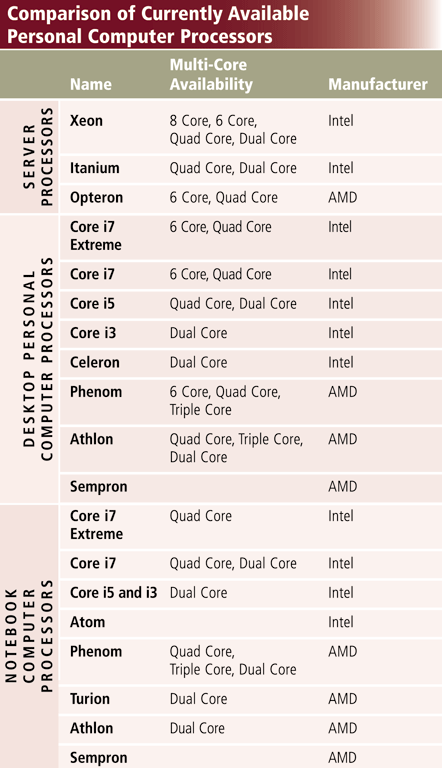 Comparison of Currently Available
Personal Computer Processors
Name
Multi-Core
Availability
Manufacturer
SERVER
PROCESSORS
Xeon
8 Core, 6 Core,
Quad Core, Dual Core
Intel
Itanium
Quad Core, Dual Core
Intel
Opteron
6 Core, Quad Core
AMD
DESKTOP PERSONAL
COMPUTER PROCESSORS
Core i7
Extreme
6 Core, Quad Core
Intel
Core i7
6 Core, Quad Core
Intel
Core i5
Quad Core, Dual Core
Intel
Core i3
Dual Core
Intel
Celeron
Dual Core
Intel
Phenom
6 Core, Quad Core,
Triple Core
AMD
Athlon
Quad Core, Triple Core,
Dual Core
AMD
Sempron
AMD
NOTEBOOK
COMPUTER
PROCESSORS
Core i7
Extreme
Quad Core
Intel
Core i7
Quad Core, Dual Core
Intel
Core i5 and i3
Dual Core
Intel
Atom
Intel
Phenom
Quad Core,
Triple Core, Dual Core
AMD
Turion
Dual Core
AMD
Athlon
Dual Core
AMD
Sempron
AMD